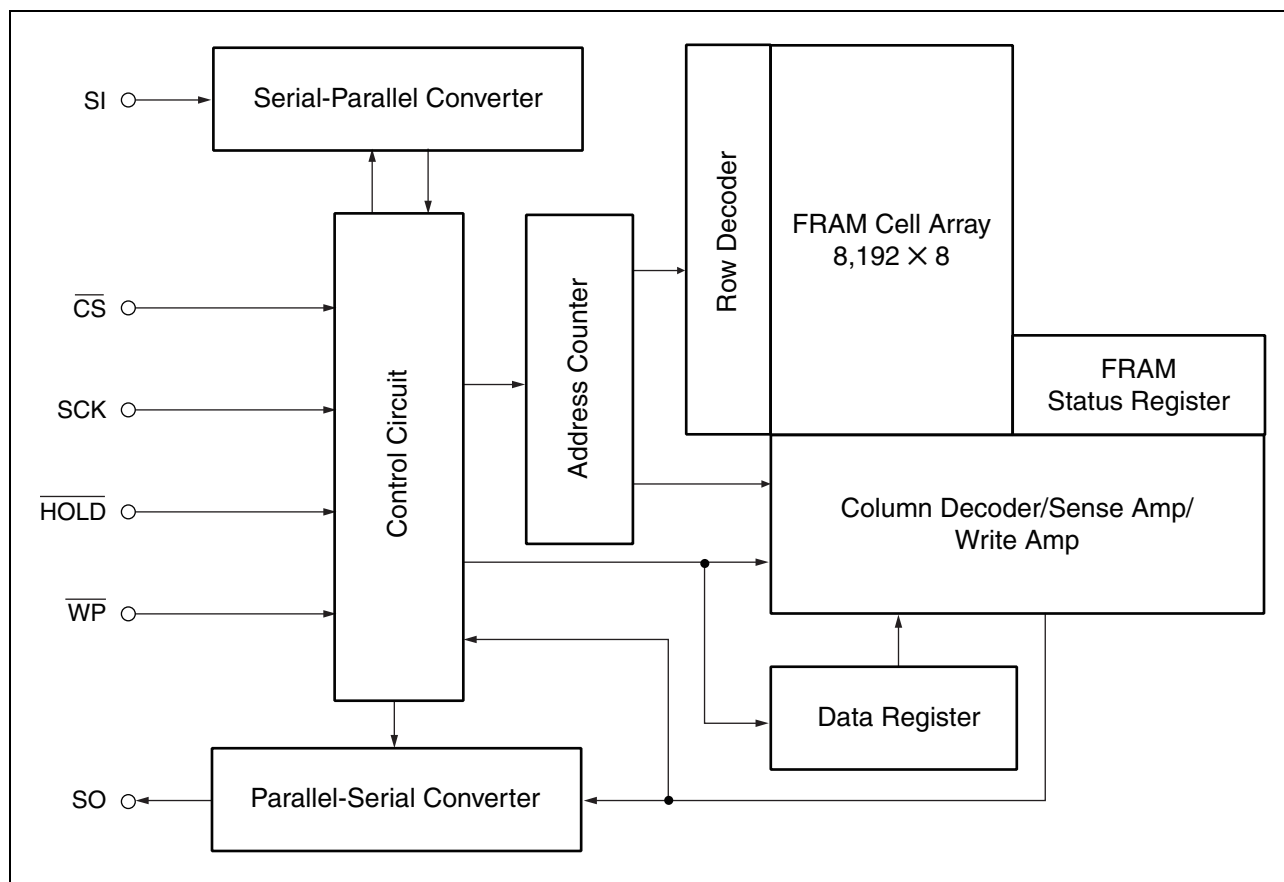 SI
Serial-Parallel Converter
CS
SCK
HOLD
WP
SO
Control Circuit
Address Counter
Row Decoder
FRAM Cell Array
8,192 × 8
FRAM
Status Register
Column Decoder/Sense Amp/
Write Amp
Data Register
Parallel-Serial Converter